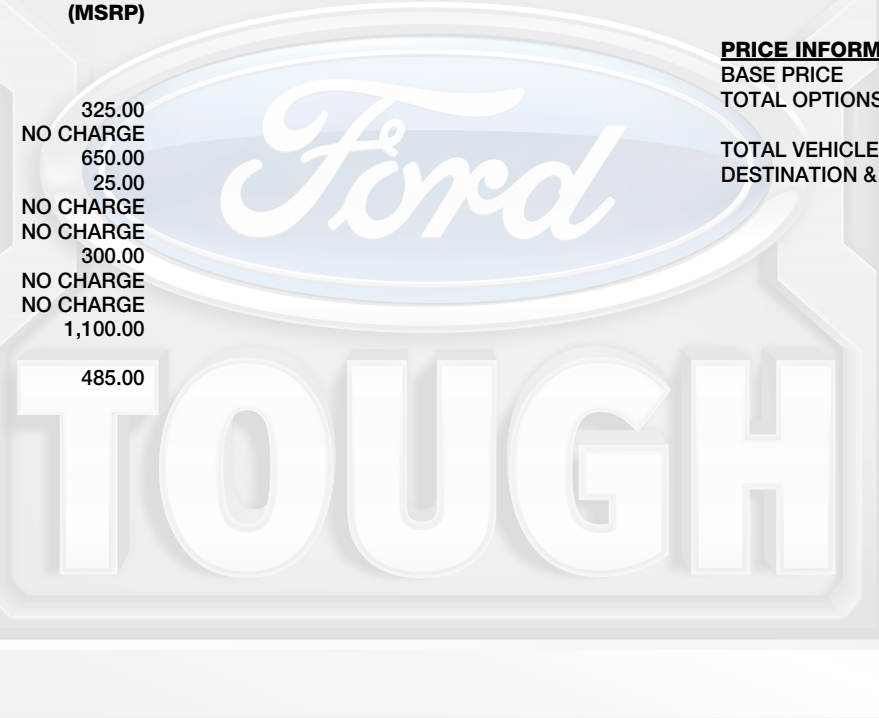 (MSRP)
325.00
NO CHARGE
650.00
25.00
NO CHARGE
NO CHARGE
300.00
NO CHARGE
NO CHARGE
1,100.00
485.00
PRICE INFORM
BASE PRICE
TOTAL OPTIONS
TOTAL VEHICLE
DESTINATION &
Ford
TOUGH